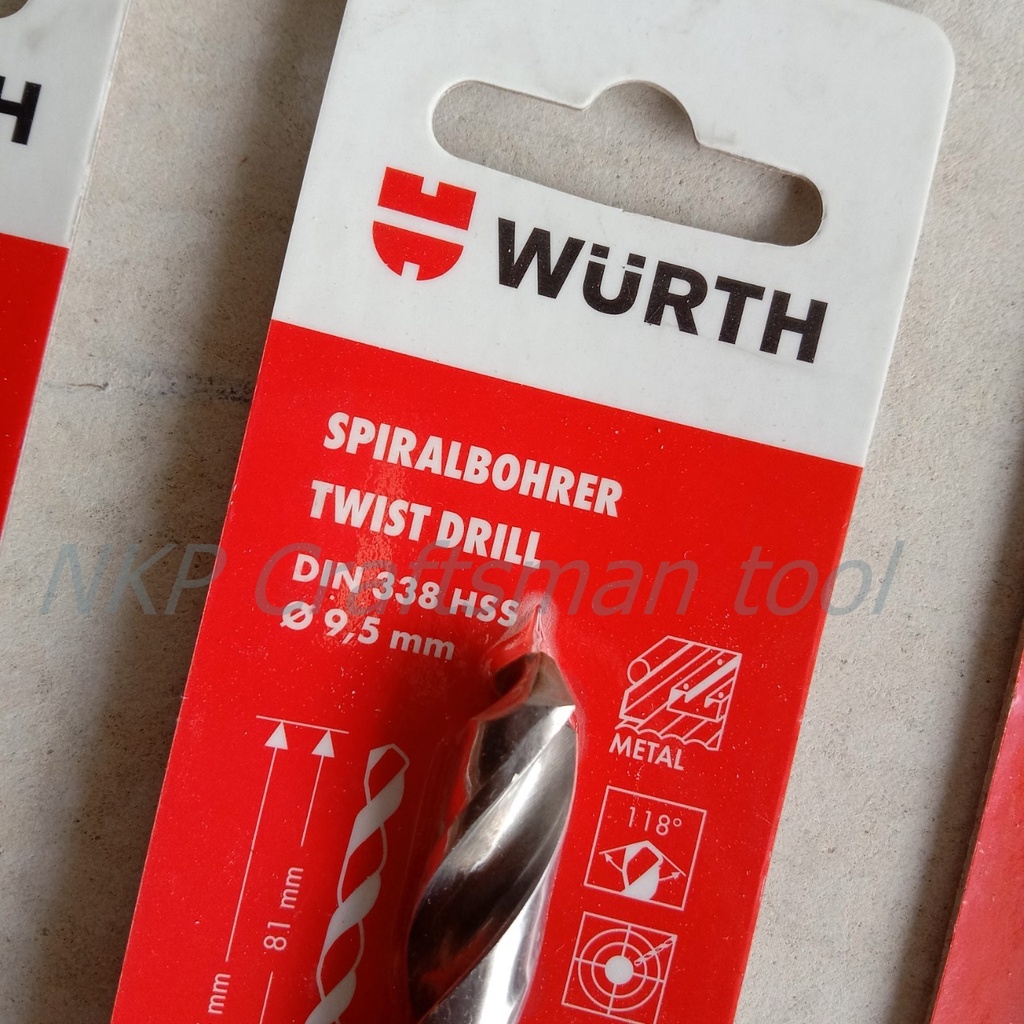 H
WÜRTH
SPIRALBOHRER
TWIST DRILL
DIN 338 HSS
Ø 9,5 mm
NKP Craftsman tool
METAL
118°
81 mm
mm